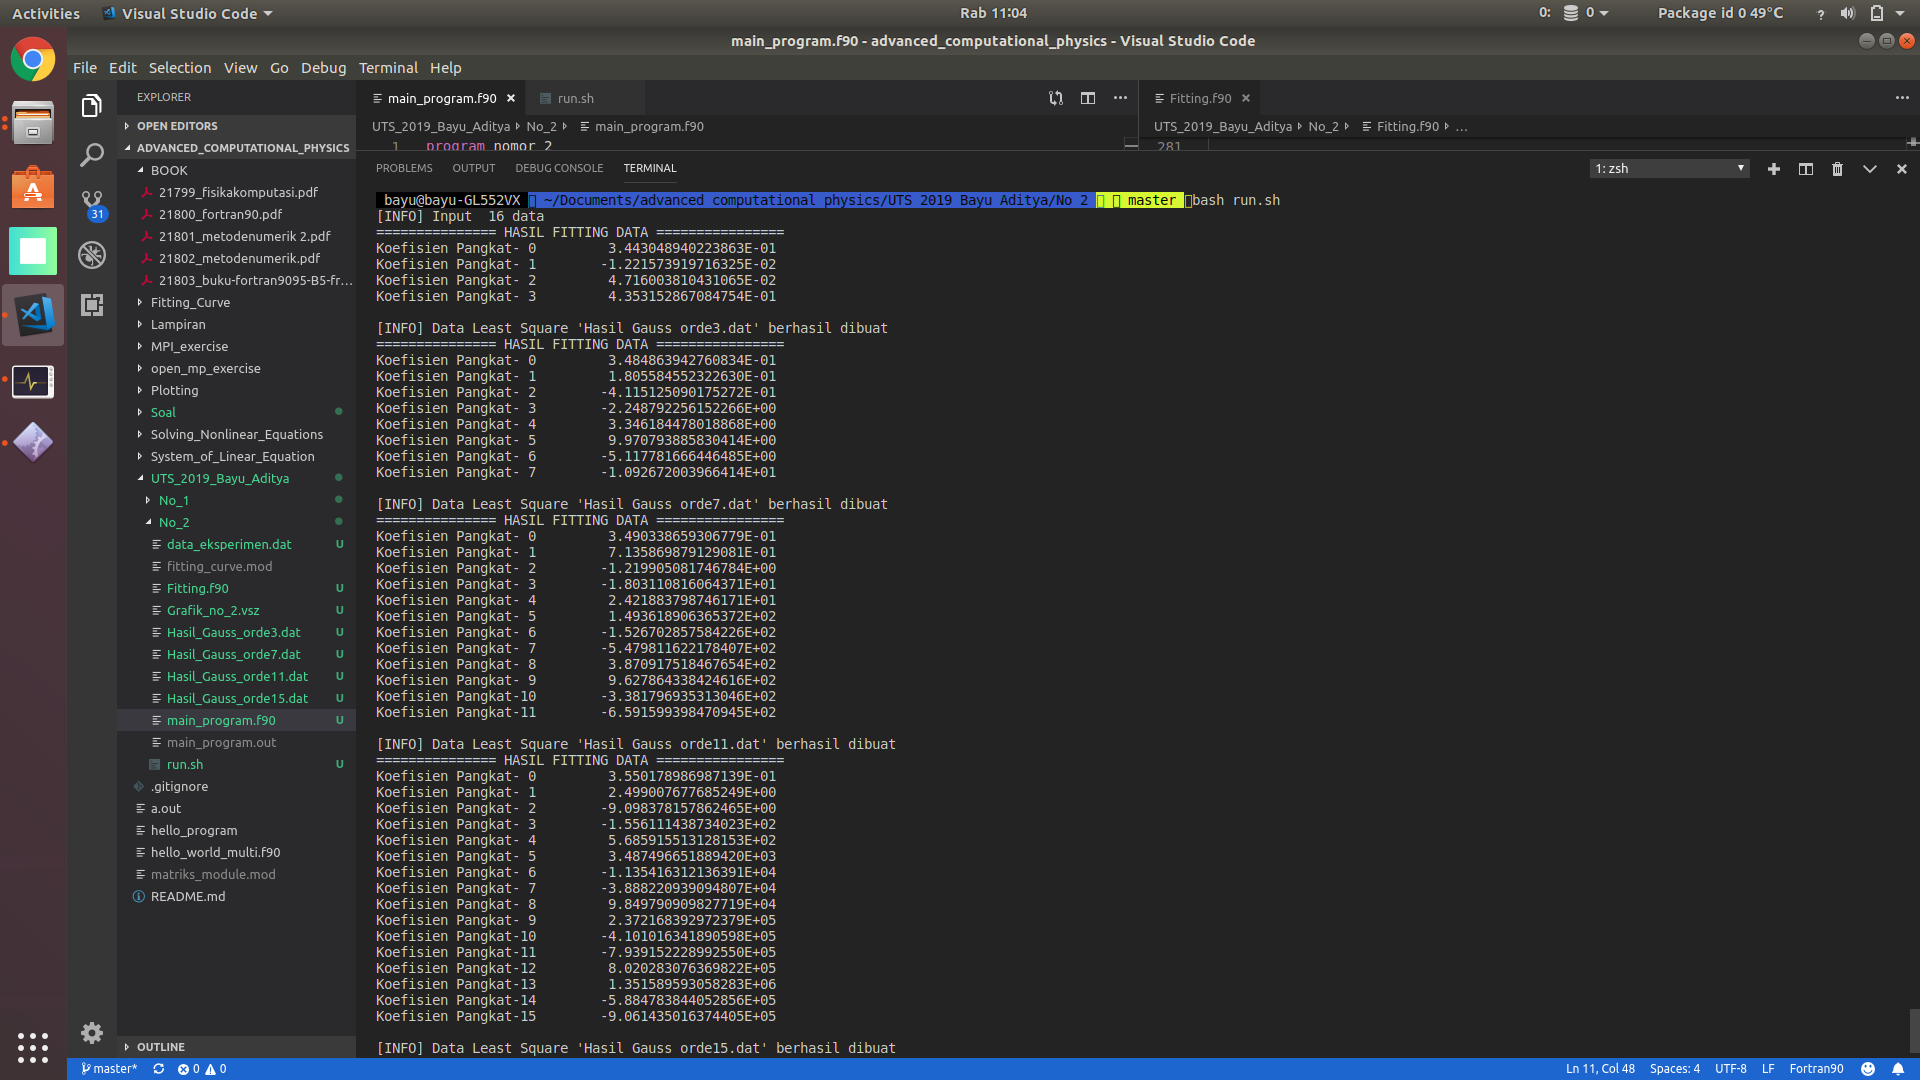 Activities
Visual Studio Code
Rab 11:04
0:
0
Package id 0 49°C
?
main_program.f90 - advanced_computational_physics - Visual Studio Code
File Edit Selection View Go Debug Terminal Help
EXPLORER
OPEN EDITORS
ADVANCED_COMPUTATIONAL_PHYSICS
BOOK
21799_fisikakomputasi.pdf
21800_fortran90.pdf
21801_metodenumerik 2.pdf
21802_metodenumerik.pdf
21803_buku-fortran9095-B5-fr...
Fitting_Curve
Lampiran
MPI_exercise
open_mp_exercise
Plotting
Soal
Solving_Nonlinear_Equations
System_of_Linear_Equation
UTS_2019_Bayu_Aditya
No_1
No_2
data_eksperimen.dat U
fitting_curve.mod
Fitting.f90 U
Grafik_no_2.vsz U
Hasil_Gauss_orde3.dat U
Hasil_Gauss_orde7.dat U
Hasil_Gauss_orde11.dat U
Hasil_Gauss_orde15.dat U
main_program.f90 U
main_program.out
run.sh U
.gitignore
a.out
hello_program
hello_world_multi.f90
matriks_module.mod
README.md
OUTLINE
31
main_program.f90
run.sh
Fitting.f90
UTS_2019_Bayu_Aditya No_2 main_program.f90
UTS_2019_Bayu_Aditya No_2 Fitting.f90 ...
1 program nomor 2
281
PROBLEMS OUTPUT DEBUG CONSOLE TERMINAL
1: zsh
bayu@bayu-GL552VX ~/Documents/advanced computational physics/UTS 2019 Bayu Aditya/No 2 master bash run.sh
[INFO] Input 16 data
=============== HASIL FITTING DATA ================
Koefisien Pangkat- 0 3.443048940223863E-01
Koefisien Pangkat- 1 -1.221573919716325E-02
Koefisien Pangkat- 2 4.716003810431065E-02
Koefisien Pangkat- 3 4.353152867084754E-01
[INFO] Data Least Square 'Hasil Gauss orde3.dat' berhasil dibuat
=============== HASIL FITTING DATA ================
Koefisien Pangkat- 0 3.484863942760834E-01
Koefisien Pangkat- 1 1.805584552322630E-01
Koefisien Pangkat- 2 -4.115125090175272E-01
Koefisien Pangkat- 3 -2.248792256152266E+00
Koefisien Pangkat- 4 3.346184478018868E+00
Koefisien Pangkat- 5 9.970793885830414E+00
Koefisien Pangkat- 6 -5.117781666446485E+00
Koefisien Pangkat- 7 -1.092672003966414E+01
[INFO] Data Least Square 'Hasil Gauss orde7.dat' berhasil dibuat
=============== HASIL FITTING DATA ================
Koefisien Pangkat- 0 3.490338659306779E-01
Koefisien Pangkat- 1 7.135869879129081E-01
Koefisien Pangkat- 2 -1.219905081746784E+00
Koefisien Pangkat- 3 -1.803110816064371E+01
Koefisien Pangkat- 4 2.421883798746171E+01
Koefisien Pangkat- 5 1.493618906365372E+02
Koefisien Pangkat- 6 -1.526702857584226E+02
Koefisien Pangkat- 7 -5.479811622178407E+02
Koefisien Pangkat- 8 3.870917518467654E+02
Koefisien Pangkat- 9 9.627864338424616E+02
Koefisien Pangkat-10 -3.381796935313046E+02
Koefisien Pangkat-11 -6.591599398470945E+02
[INFO] Data Least Square 'Hasil Gauss orde11.dat' berhasil dibuat
=============== HASIL FITTING DATA ================
Koefisien Pangkat- 0 3.550178986987139E-01
Koefisien Pangkat- 1 2.499007677685249E+00
Koefisien Pangkat- 2 -9.098378157862465E+00
Koefisien Pangkat- 3 -1.556111438734023E+02
Koefisien Pangkat- 4 5.685915513128153E+02
Koefisien Pangkat- 5 3.487496651889420E+03
Koefisien Pangkat- 6 -1.135416312136391E+04
Koefisien Pangkat- 7 -3.888220939094807E+04
Koefisien Pangkat- 8 9.849790909827719E+04
Koefisien Pangkat- 9 2.372168392972379E+05
Koefisien Pangkat-10 -4.101016341890598E+05
Koefisien Pangkat-11 -7.939152228992550E+05
Koefisien Pangkat-12 8.020283076369822E+05
Koefisien Pangkat-13 1.351589593058283E+06
Koefisien Pangkat-14 -5.884783844052856E+05
Koefisien Pangkat-15 -9.061435016374405E+05
[INFO] Data Least Square 'Hasil Gauss orde15.dat' berhasil dibuat
master* 0 0
Ln 11, Col 48 Spaces: 4 UTF-8 LF Fortran90